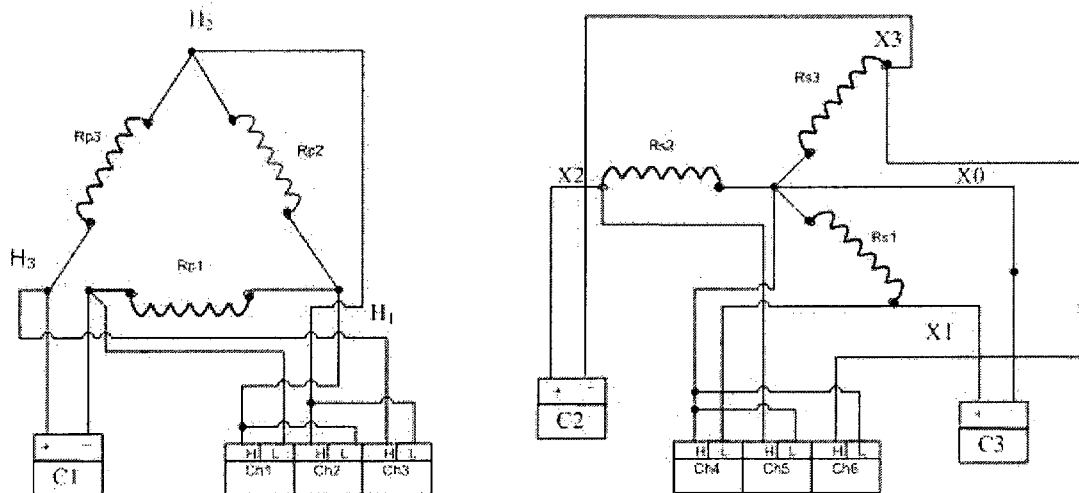 H₂
X3
Rp3
Rp2
Rs3
Rs2
X2
X0
H₃
Rp1
Rs1
H₁
X1
+ −
C1
H L H L H L
Ch1 Ch2 Ch3
+ −
C2
H L H L H L
Ch4 Ch5 Ch6
+
C3